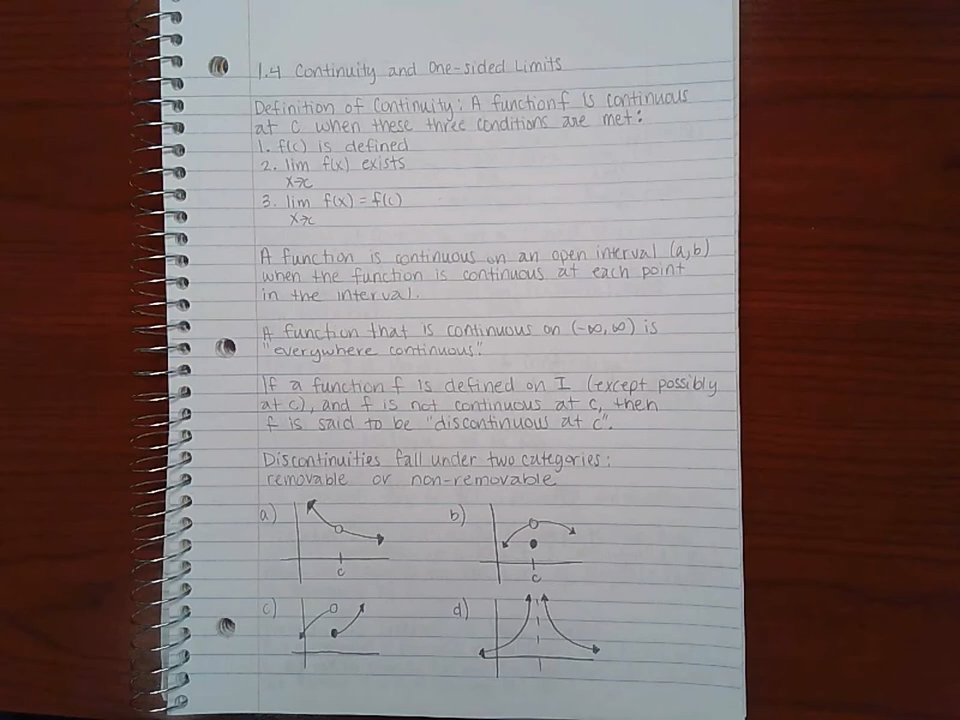 1.4 Continuity and One-sided Limits
Definition of Continuity: A function f is continuous
at c when these three conditions are met:
1. f(c) is defined
2. lim f(x) exists
x→c
3. lim f(x) = f(c)
x→c
A function is continuous on an open interval (a,b)
when the function is continuous at each point
in the interval.
A function that is continuous on (-∞,∞) is
"everywhere continuous".
If a function f is defined on I (except possibly
at c), and f is not continuous at c, then
f is said to be "discontinuous at c".
Discontinuities fall under two categories:
removable or non-removable
a) b)
c c
c) d)